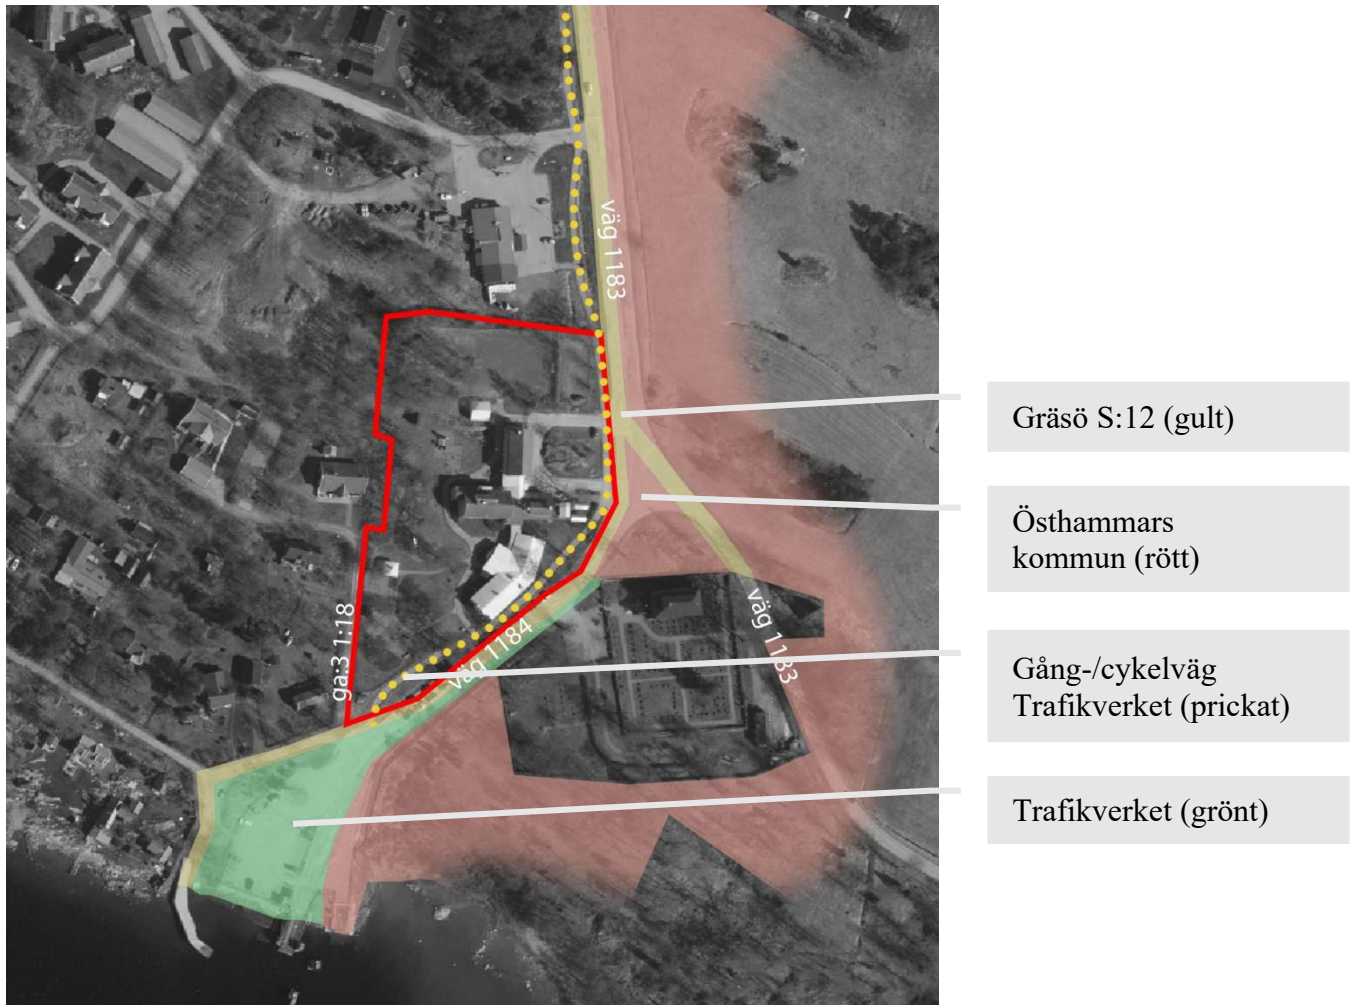 väg 1183
Gräsö S:12 (gult)
Östhammars
kommun (rött)
väg 1183
ga:3 1:18
väg 1184
Gång-/cykelväg
Trafikverket (prickat)
Trafikverket (grönt)